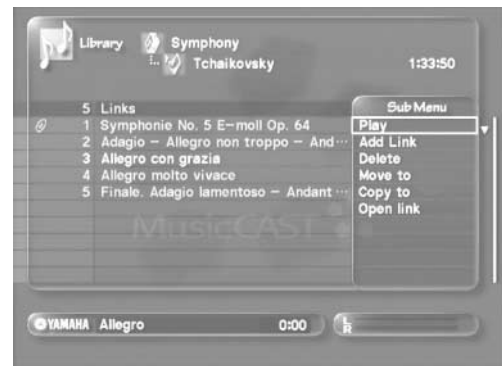 Library Symphony
Tchaikovsky 1:33:50
5 Links
1 Symphonie No. 5 E-moll Op. 64
2 Adagio - Allegro non troppo - And…
3 Allegro con grazia
4 Allegro molto vivace
5 Finale. Adagio lamentoso - Andant…
Sub Menu
Play
Add Link
Delete
Move to
Copy to
Open link
MusicCAST
YAMAHA Allegro 0:00 L
R